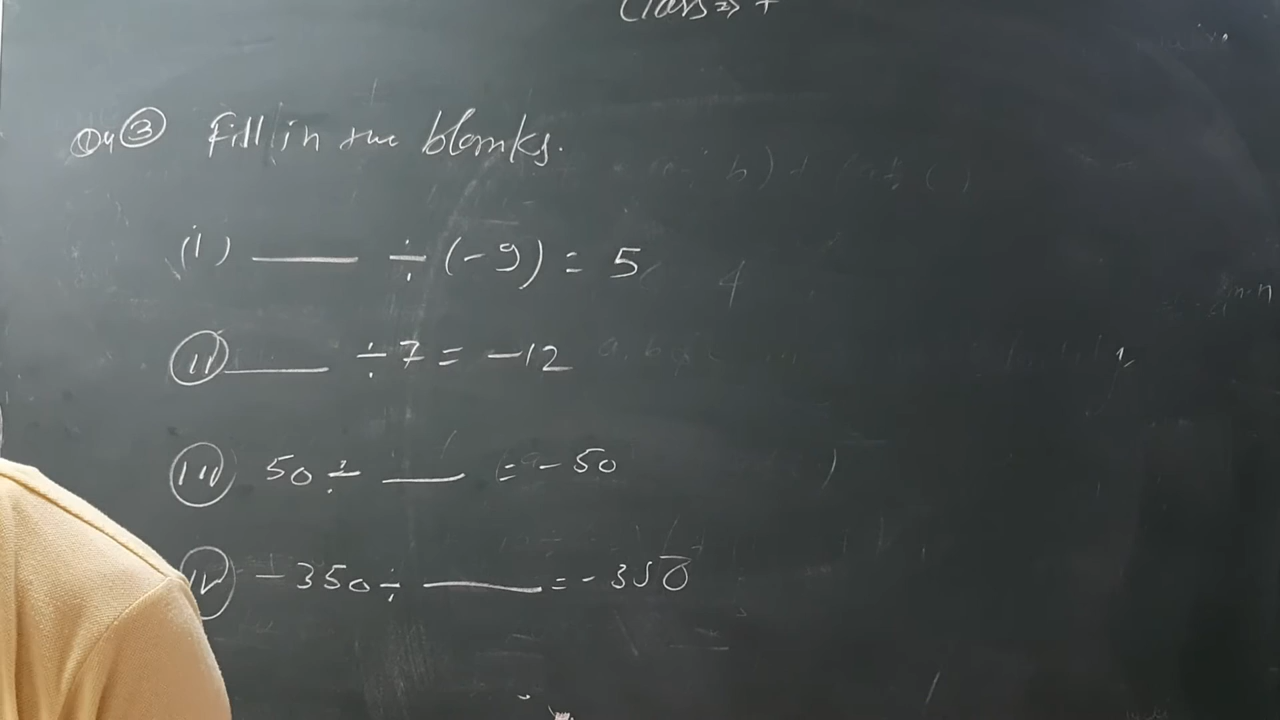 Class => 7
Qu ③ Fill in the blanks.
(i) ____ ÷ (-9) = 5
(ii) ____ ÷ 7 = -12
(iii) 50 ÷ ____ = -50
(iv) -350 ÷ ____ = -350